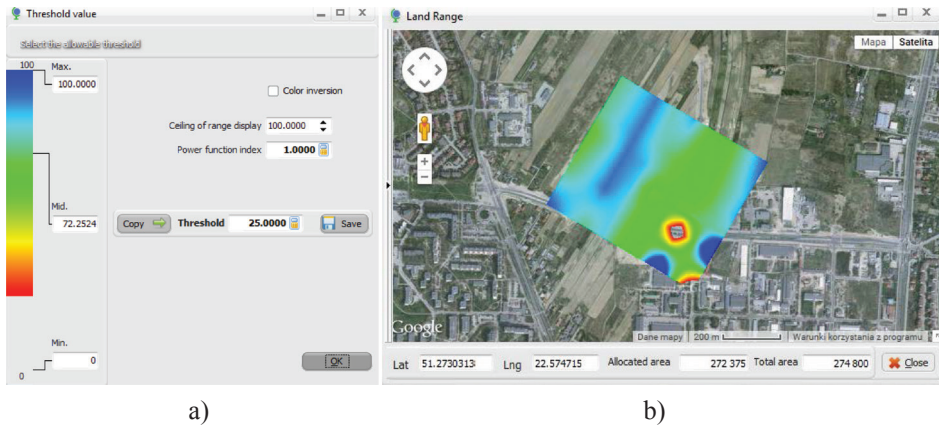 Threshold value
Select the allowable threshold
100 Max.
100.0000
Color inversion
Ceiling of range display 100.0000
Power function index 1.0000
Mid.
72.2524
Copy Threshold 25.0000 Save
Min.
0
0
OK
a)
Land Range
Mapa Satelita
Google
Dane mapy 200 m Warunki korzystania z programu
Lat 51.2730313 Lng 22.574715 Allocated area 272 375 Total area 274 800 Close
b)